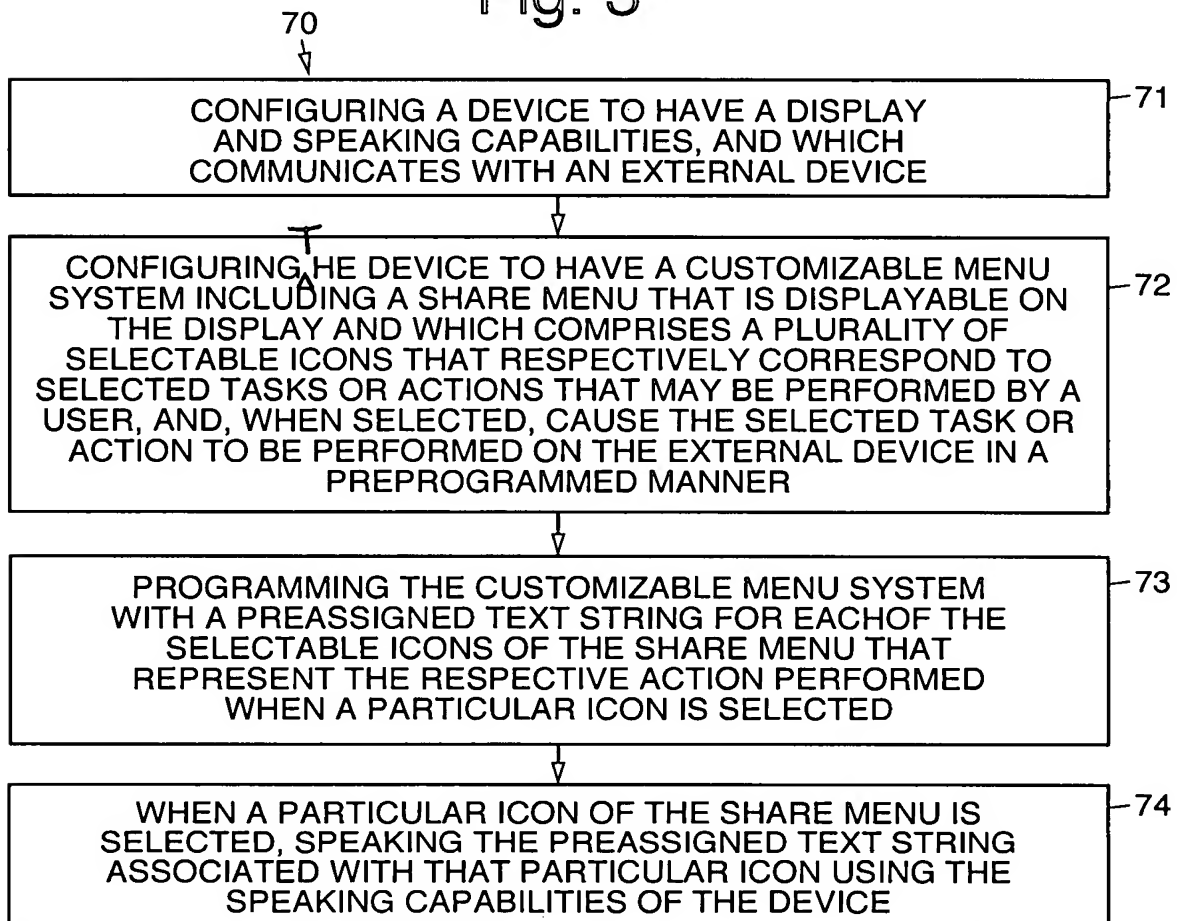 Fig. 3
70
CONFIGURING A DEVICE TO HAVE A DISPLAY
AND SPEAKING CAPABILITIES, AND WHICH
COMMUNICATES WITH AN EXTERNAL DEVICE
71
T
CONFIGURING HE DEVICE TO HAVE A CUSTOMIZABLE MENU
SYSTEM INCLUDING A SHARE MENU THAT IS DISPLAYABLE ON
THE DISPLAY AND WHICH COMPRISES A PLURALITY OF
SELECTABLE ICONS THAT RESPECTIVELY CORRESPOND TO
SELECTED TASKS OR ACTIONS THAT MAY BE PERFORMED BY A
USER, AND, WHEN SELECTED, CAUSE THE SELECTED TASK OR
ACTION TO BE PERFORMED ON THE EXTERNAL DEVICE IN A
PREPROGRAMMED MANNER
72
PROGRAMMING THE CUSTOMIZABLE MENU SYSTEM
WITH A PREASSIGNED TEXT STRING FOR EACHOF THE
SELECTABLE ICONS OF THE SHARE MENU THAT
REPRESENT THE RESPECTIVE ACTION PERFORMED
WHEN A PARTICULAR ICON IS SELECTED
73
WHEN A PARTICULAR ICON OF THE SHARE MENU IS
SELECTED, SPEAKING THE PREASSIGNED TEXT STRING
ASSOCIATED WITH THAT PARTICULAR ICON USING THE
SPEAKING CAPABILITIES OF THE DEVICE
74